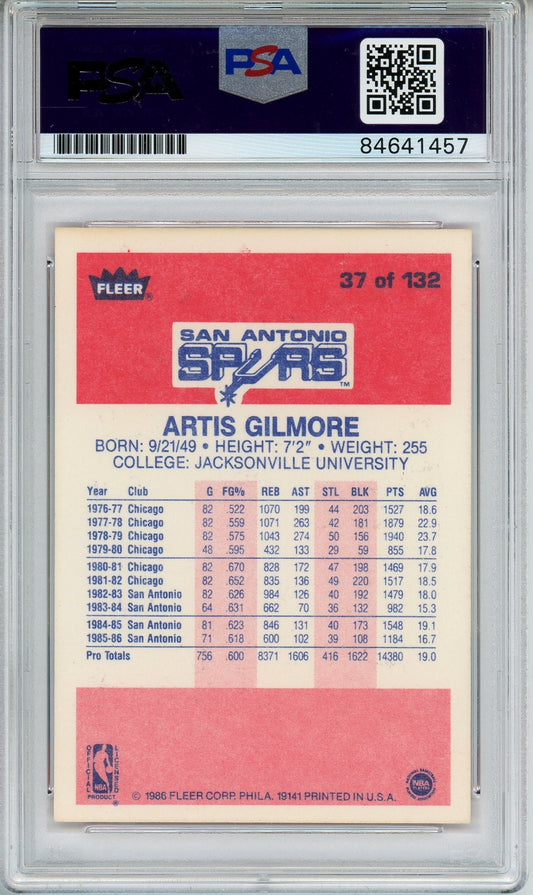 PSA
PSA
84641457
FLEER®
37 of 132
SAN ANTONIO
SPURS
™
ARTIS GILMORE
BORN: 9/21/49 • HEIGHT: 7'2" • WEIGHT: 255
COLLEGE: JACKSONVILLE UNIVERSITY
Year Club G FG% REB AST STL BLK PTS AVG
1976-77 Chicago 82 .522 1070 199 44 203 1527 18.6
1977-78 Chicago 82 .559 1071 263 42 181 1879 22.9
1978-79 Chicago 82 .575 1043 274 50 156 1940 23.7
1979-80 Chicago 48 .595 432 133 29 59 855 17.8
1980-81 Chicago 82 .670 828 172 47 198 1469 17.9
1981-82 Chicago 82 .652 835 136 49 220 1517 18.5
1982-83 San Antonio 82 .626 984 126 40 192 1479 18.0
1983-84 San Antonio 64 .631 662 70 36 132 982 15.3
1984-85 San Antonio 81 .623 846 131 40 173 1548 19.1
1985-86 San Antonio 71 .618 600 102 39 108 1184 16.7
Pro Totals 756 .600 8371 1606 416 1622 14380 19.0
OFFICIAL LICENSED
NBA
PRODUCT ®
© 1986 FLEER CORP. PHILA. 19141 PRINTED IN U.S.A.
NATIONAL BASKETBALL
NBA
PLAYERS